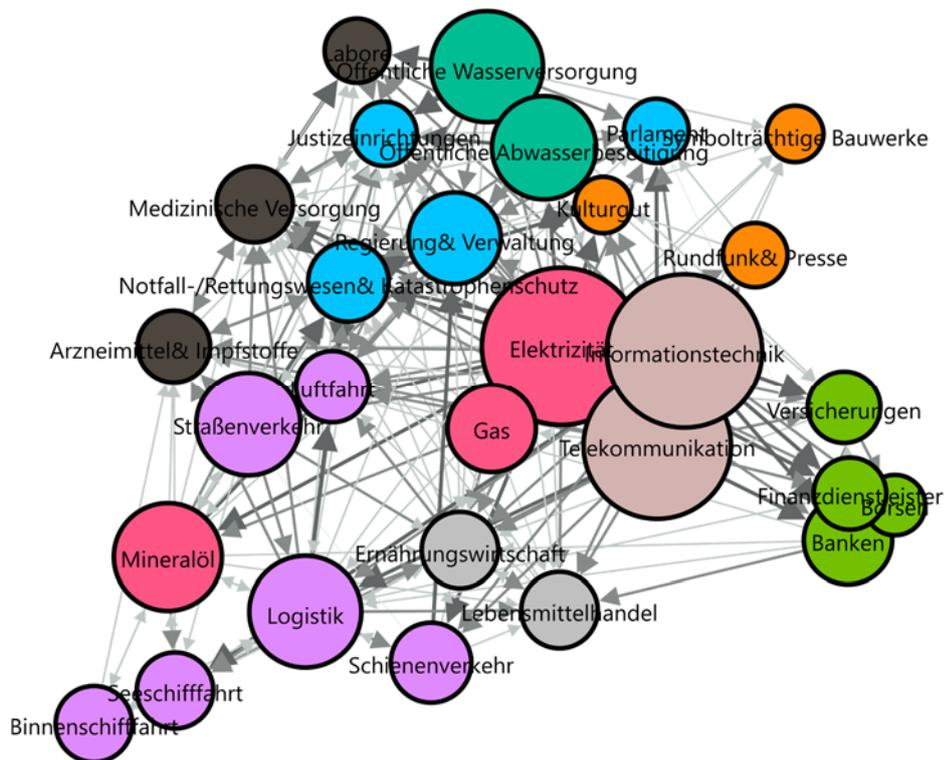 Labore
Öffentliche Wasserversorgung
Justizeinrichtungen
Parlament
Symbolträchtige Bauwerke
Öffentliche Abwasserbeseitigung
Medizinische Versorgung
Kulturgut
Regierung& Verwaltung
Rundfunk& Presse
Notfall-/Rettungswesen& Katastrophenschutz
Arzneimittel& Impfstoffe
Elektrizität
Informationstechnik
Luftfahrt
Versicherungen
Straßenverkehr
Gas
Telekommunikation
Finanzdienstleister
Börsen
Banken
Ernährungswirtschaft
Mineralöl
Logistik
Lebensmittelhandel
Schienenverkehr
Seeschifffahrt
Binnenschifffahrt